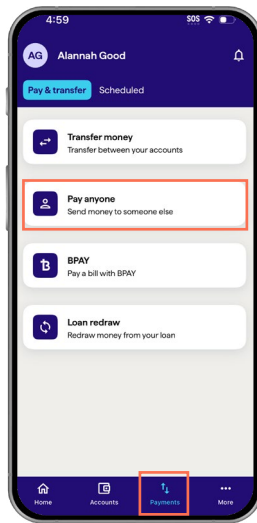 4:59
SOS
AG
Alannah Good
Pay & transfer
Scheduled
Transfer money
Transfer between your accounts
Pay anyone
Send money to someone else
BPAY
Pay a bill with BPAY
Loan redraw
Redraw money from your loan
Home
Accounts
Payments
More